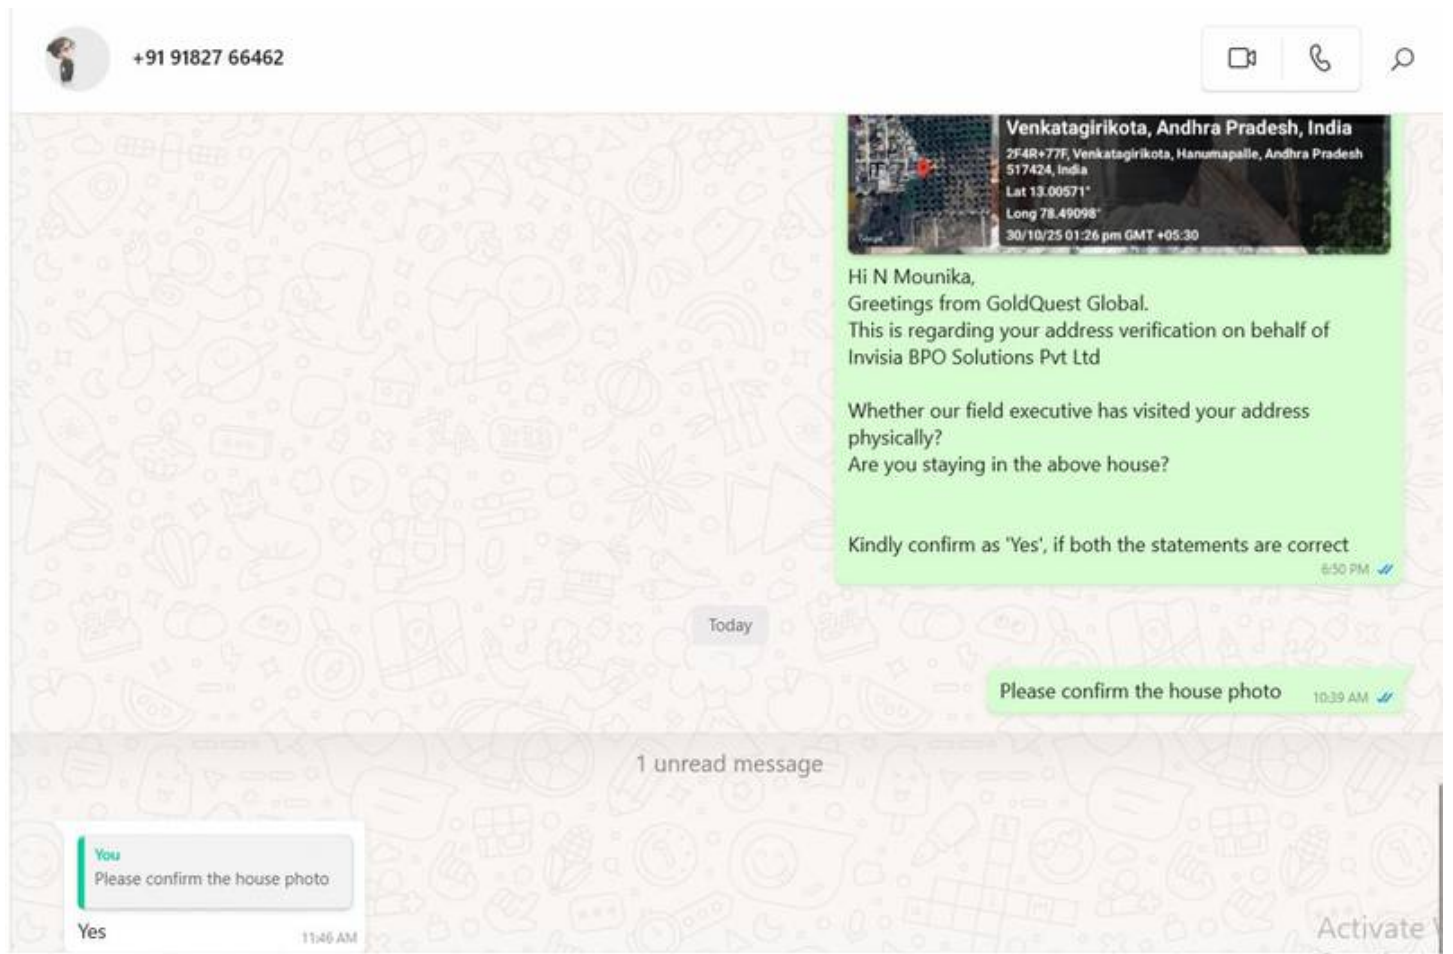 +91 91827 66462
Venkatagirikota, Andhra Pradesh, India
2F4R+77F, Venkatagirikota, Hanumapalle, Andhra Pradesh
517424, India
Lat 13.00571°
Long 78.49098°
30/10/25 01:26 pm GMT +05:30
Google
Hi N Mounika,
Greetings from GoldQuest Global.
This is regarding your address verification on behalf of
Invisia BPO Solutions Pvt Ltd
Whether our field executive has visited your address
physically?
Are you staying in the above house?
Kindly confirm as 'Yes', if both the statements are correct
6:50 PM
Today
Please confirm the house photo
10:39 AM
1 unread message
You
Please confirm the house photo
Yes
11:46 AM
Activate